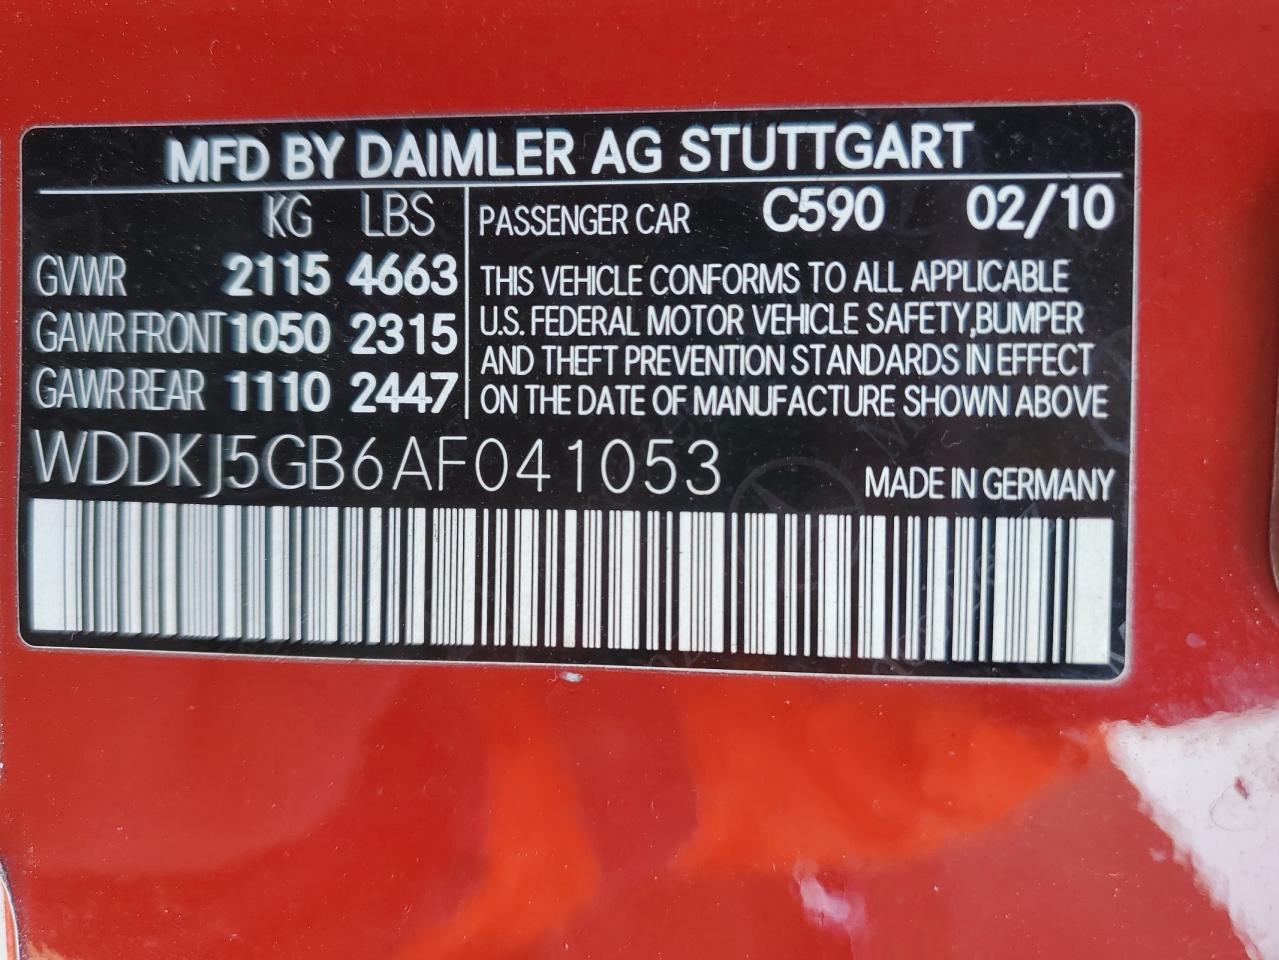 MFD BY DAIMLER AG STUTTGART
KG LBS
GVWR 2115 4663
GAWR FRONT 1050 2315
GAWR REAR 1110 2447
PASSENGER CAR C590 02/10
THIS VEHICLE CONFORMS TO ALL APPLICABLE
U.S. FEDERAL MOTOR VEHICLE SAFETY,BUMPER
AND THEFT PREVENTION STANDARDS IN EFFECT
ON THE DATE OF MANUFACTURE SHOWN ABOVE
WDDKJ5GB6AF041053
MADE IN GERMANY